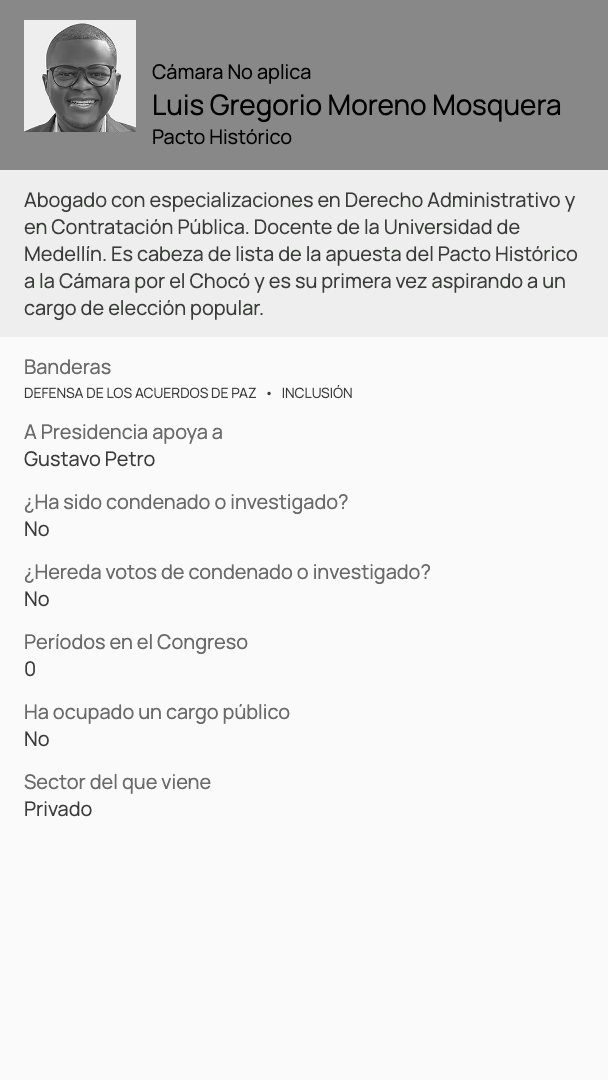 Cámara No aplica
Luis Gregorio Moreno Mosquera
Pacto Histórico
Abogado con especializaciones en Derecho Administrativo y
en Contratación Pública. Docente de la Universidad de
Medellín. Es cabeza de lista de la apuesta del Pacto Histórico
a la Cámara por el Chocó y es su primera vez aspirando a un
cargo de elección popular.
Banderas
DEFENSA DE LOS ACUERDOS DE PAZ • INCLUSIÓN
A Presidencia apoya a
Gustavo Petro
¿Ha sido condenado o investigado?
No
¿Hereda votos de condenado o investigado?
No
Períodos en el Congreso
0
Ha ocupado un cargo público
No
Sector del que viene
Privado